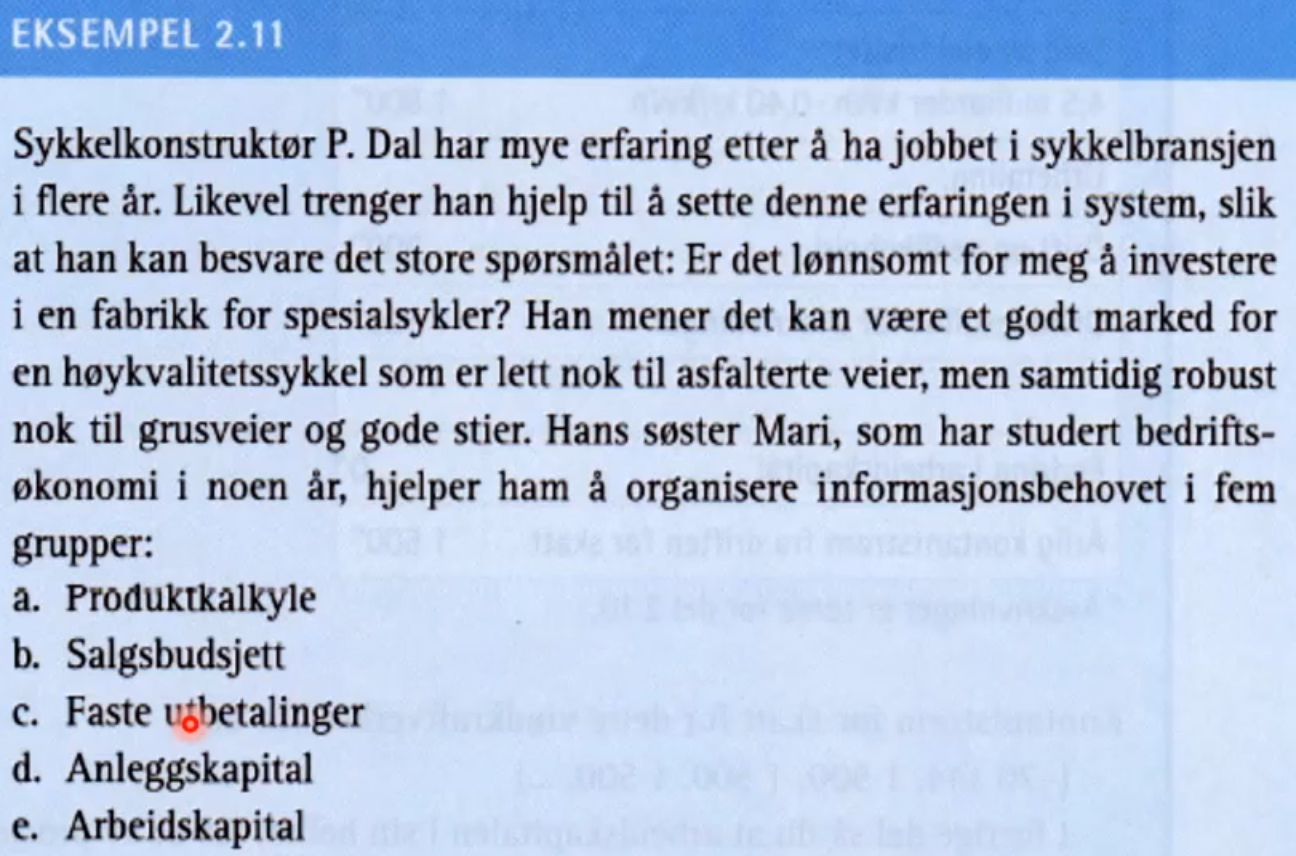 EKSEMPEL 2.11
Sykkelkonstruktør P. Dal har mye erfaring etter å ha jobbet i sykkelbransjen
i flere år. Likevel trenger han hjelp til å sette denne erfaringen i system, slik
at han kan besvare det store spørsmålet: Er det lønnsomt for meg å investere
i en fabrikk for spesialsykler? Han mener det kan være et godt marked for
en høykvalitetssykkel som er lett nok til asfalterte veier, men samtidig robust
nok til grusveier og gode stier. Hans søster Mari, som har studert bedrifts-
økonomi i noen år, hjelper ham å organisere informasjonsbehovet i fem
grupper:
a. Produktkalkyle
b. Salgsbudsjett
c. Faste utbetalinger
d. Anleggskapital
e. Arbeidskapital